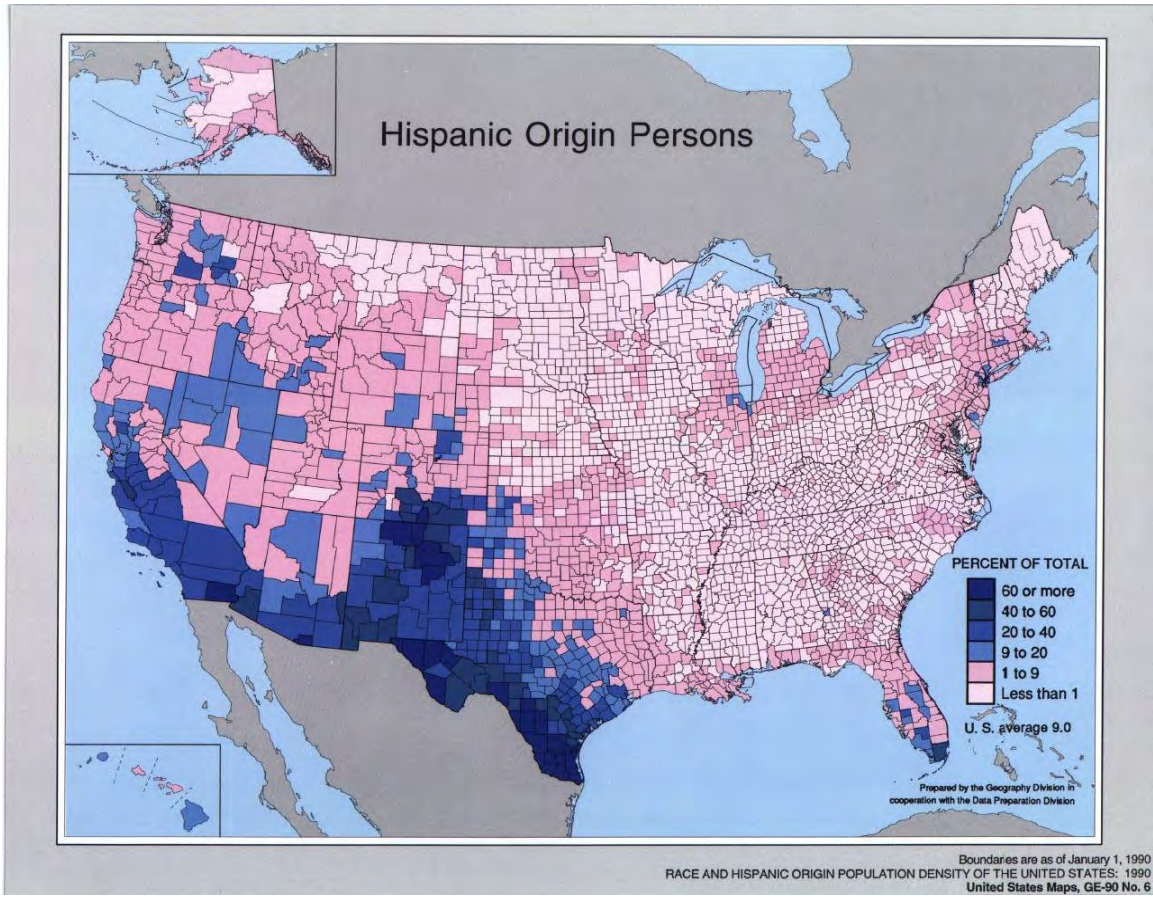 Hispanic Origin Persons
PERCENT OF TOTAL
60 or more
40 to 60
20 to 40
9 to 20
1 to 9
Less than 1
U. S. average 9.0
Prepared by the Geography Division in
cooperation with the Data Preparation Division
Boundaries are as of January 1, 1990
RACE AND HISPANIC ORIGIN POPULATION DENSITY OF THE UNITED STATES: 1990
United States Maps, GE-90 No. 6